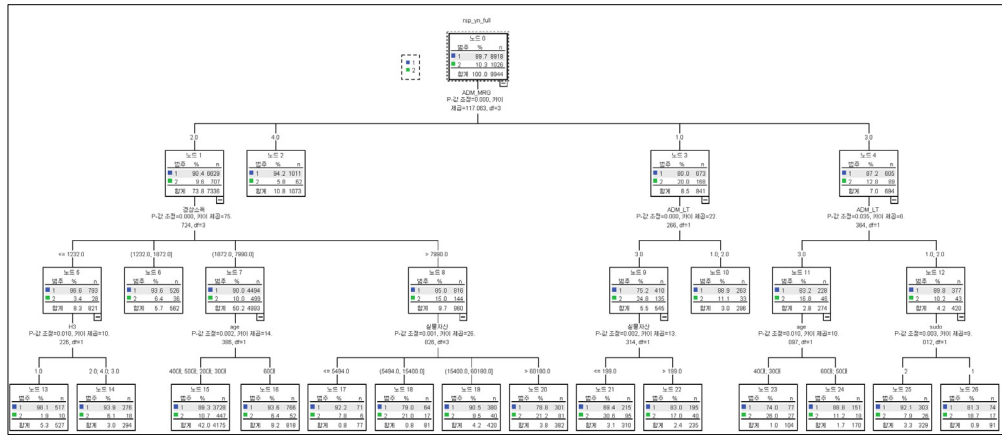 rsp_yn_full
노드 0
범주 % n
1 89.7 8918
2 10.3 1026
합계 100.0 9944
1
2
ADM_MRG
P-값 조정=0.000, 카이
제곱=117.063, df=3
2.0 4.0 1.0 3.0
노드 1
범주 % n
1 90.4 6629
2 9.6 707
합계 73.8 7336
노드 2
범주 % n
1 94.2 1011
2 5.8 62
합계 10.8 1073
노드 3
범주 % n
1 80.0 673
2 20.0 168
합계 8.5 841
노드 4
범주 % n
1 87.2 605
2 12.8 89
합계 7.0 694
경상소득
P-값 조정=0.000, 카이 제곱=75.
724, df=3
ADM_LT
P-값 조정=0.000, 카이 제곱=22.
266, df=1
ADM_LT
P-값 조정=0.035, 카이 제곱=6.
364, df=1
<= 1232.0 (1232.0, 1872.0] (1872.0, 7990.0] > 7990.0 3.0 1.0, 2.0 3.0 1.0, 2.0
노드 5
범주 % n
1 96.6 793
2 3.4 28
합계 8.3 821
노드 6
범주 % n
1 93.6 526
2 6.4 36
합계 5.7 562
노드 7
범주 % n
1 90.0 4494
2 10.0 499
합계 50.2 4993
노드 8
범주 % n
1 85.0 816
2 15.0 144
합계 9.7 960
노드 9
범주 % n
1 75.2 410
2 24.8 135
합계 5.5 545
노드 10
범주 % n
1 88.9 263
2 11.1 33
합계 3.0 296
노드 11
범주 % n
1 83.2 228
2 16.8 46
합계 2.8 274
노드 12
범주 % n
1 89.8 377
2 10.2 43
합계 4.2 420
H3
P-값 조정=0.010, 카이 제곱=10.
226, df=1
age
P-값 조정=0.002, 카이 제곱=14.
386, df=1
실물자산
P-값 조정=0.001, 카이 제곱=26.
826, df=3
실물자산
P-값 조정=0.002, 카이 제곱=13.
314, df=1
age
P-값 조정=0.010, 카이 제곱=10.
097, df=1
sudo
P-값 조정=0.003, 카이 제곱=9.
012, df=1
1.0 2.0; 4.0; 3.0 40대; 50대; 20대; 30대 60대 <= 5494.0 (5494.0, 15400.0] (15400.0, 60180.0] > 60180.0 <= 199.0 > 199.0 40대; 30대 60대; 50대 2 1
노드 13
범주 % n
1 98.1 517
2 1.9 10
합계 5.3 527
노드 14
범주 % n
1 93.9 276
2 6.1 18
합계 3.0 294
노드 15
범주 % n
1 89.3 3728
2 10.7 447
합계 42.0 4175
노드 16
범주 % n
1 93.6 766
2 6.4 52
합계 8.2 818
노드 17
범주 % n
1 92.2 71
2 7.8 6
합계 0.8 77
노드 18
범주 % n
1 79.0 64
2 21.0 17
합계 0.8 81
노드 19
범주 % n
1 90.5 380
2 9.5 40
합계 4.2 420
노드 20
범주 % n
1 78.8 301
2 21.2 81
합계 3.8 382
노드 21
범주 % n
1 69.4 215
2 30.6 95
합계 3.1 310
노드 22
범주 % n
1 83.0 195
2 17.0 40
합계 2.4 235
노드 23
범주 % n
1 74.0 77
2 26.0 27
합계 1.0 104
노드 24
범주 % n
1 88.8 151
2 11.2 19
합계 1.7 170
노드 25
범주 % n
1 92.1 303
2 7.9 26
합계 3.3 329
노드 26
범주 % n
1 81.3 74
2 18.7 17
합계 0.9 91